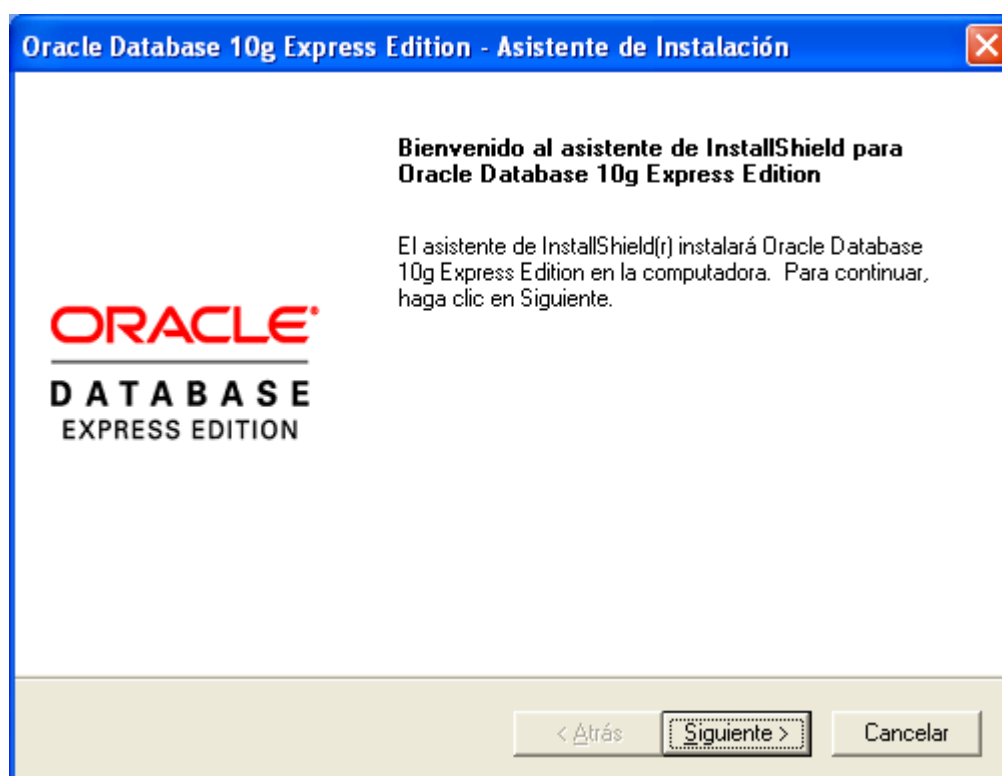 Oracle Database 10g Express Edition - Asistente de Instalación
Bienvenido al asistente de InstallShield para
Oracle Database 10g Express Edition
El asistente de InstallShield(r) instalará Oracle Database
10g Express Edition en la computadora.  Para continuar,
haga clic en Siguiente.
ORACLE
DATABASE
EXPRESS EDITION
< Atrás
Siguiente >
Cancelar